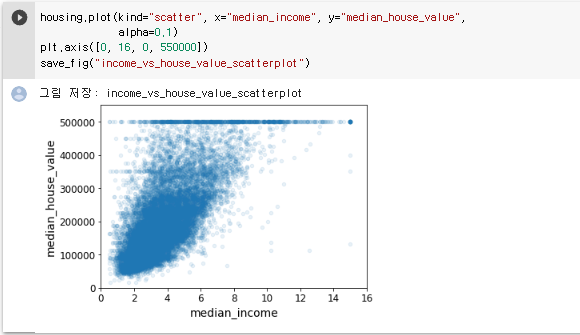 housing.plot(kind="scatter", x="median_income", y="median_house_value",
alpha=0.1)
plt.axis([0, 16, 0, 550000])
save_fig("income_vs_house_value_scatterplot")
그림 저장: income_vs_house_value_scatterplot
500000
400000
300000
200000
100000
0
median_house_value
0 2 4 6 8 10 12 14 16
median_income